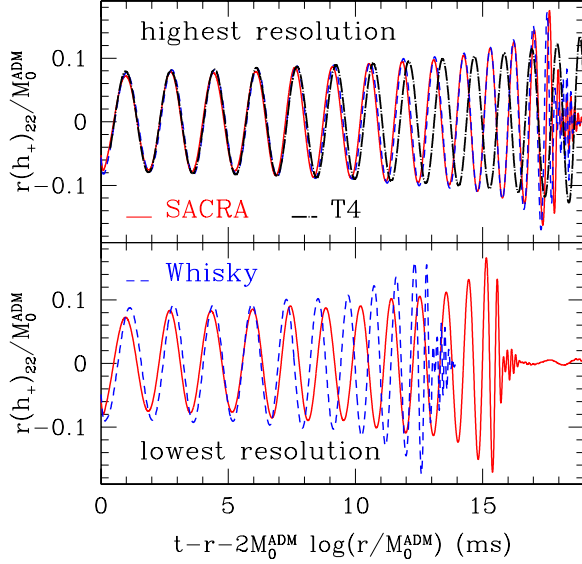 highest resolution
0.1
0
−0.1
r(h₊)₂₂/M₀ᴬᴰᴹ
SACRA
T4
Whisky
0.1
0
−0.1
r(h₊)₂₂/M₀ᴬᴰᴹ
lowest resolution
0 5 10 15
t−r−2M₀ᴬᴰᴹ log(r/M₀ᴬᴰᴹ) (ms)